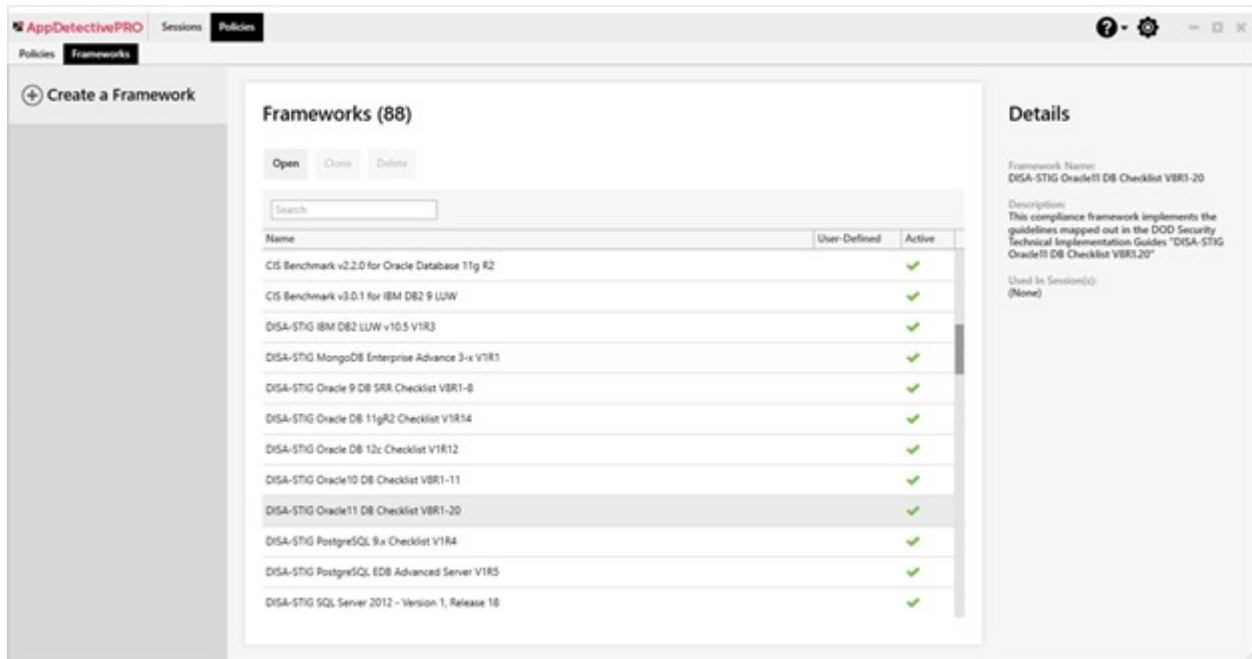 AppDetectivePRO Sessions Policies
Policies Frameworks
Create a Framework
Frameworks (88)
Open Clone Delete
Search
Name User-Defined Active
CIS Benchmark v2.2.0 for Oracle Database 11g R2
CIS Benchmark v3.0.1 for IBM DB2 9 LUW
DISA-STIG IBM DB2 LUW v10.5 V1R3
DISA-STIG MongoDB Enterprise Advance 3-x V1R1
DISA-STIG Oracle 9 DB SRR Checklist V8R1-8
DISA-STIG Oracle DB 11gR2 Checklist V1R14
DISA-STIG Oracle DB 12c Checklist V1R12
DISA-STIG Oracle10 DB Checklist V8R1-11
DISA-STIG Oracle11 DB Checklist V8R1-20
DISA-STIG PostgreSQL 9.x Checklist V1R4
DISA-STIG PostgreSQL EDB Advanced Server V1R5
DISA-STIG SQL Server 2012 - Version 1, Release 18
Details
Framework Name:
DISA-STIG Oracle11 DB Checklist V8R1-20
Description:
This compliance framework implements the
guidelines mapped out in the DOD Security
Technical Implementation Guides "DISA-STIG
Oracle11 DB Checklist V8R1.20"
Used In Session(s):
(None)